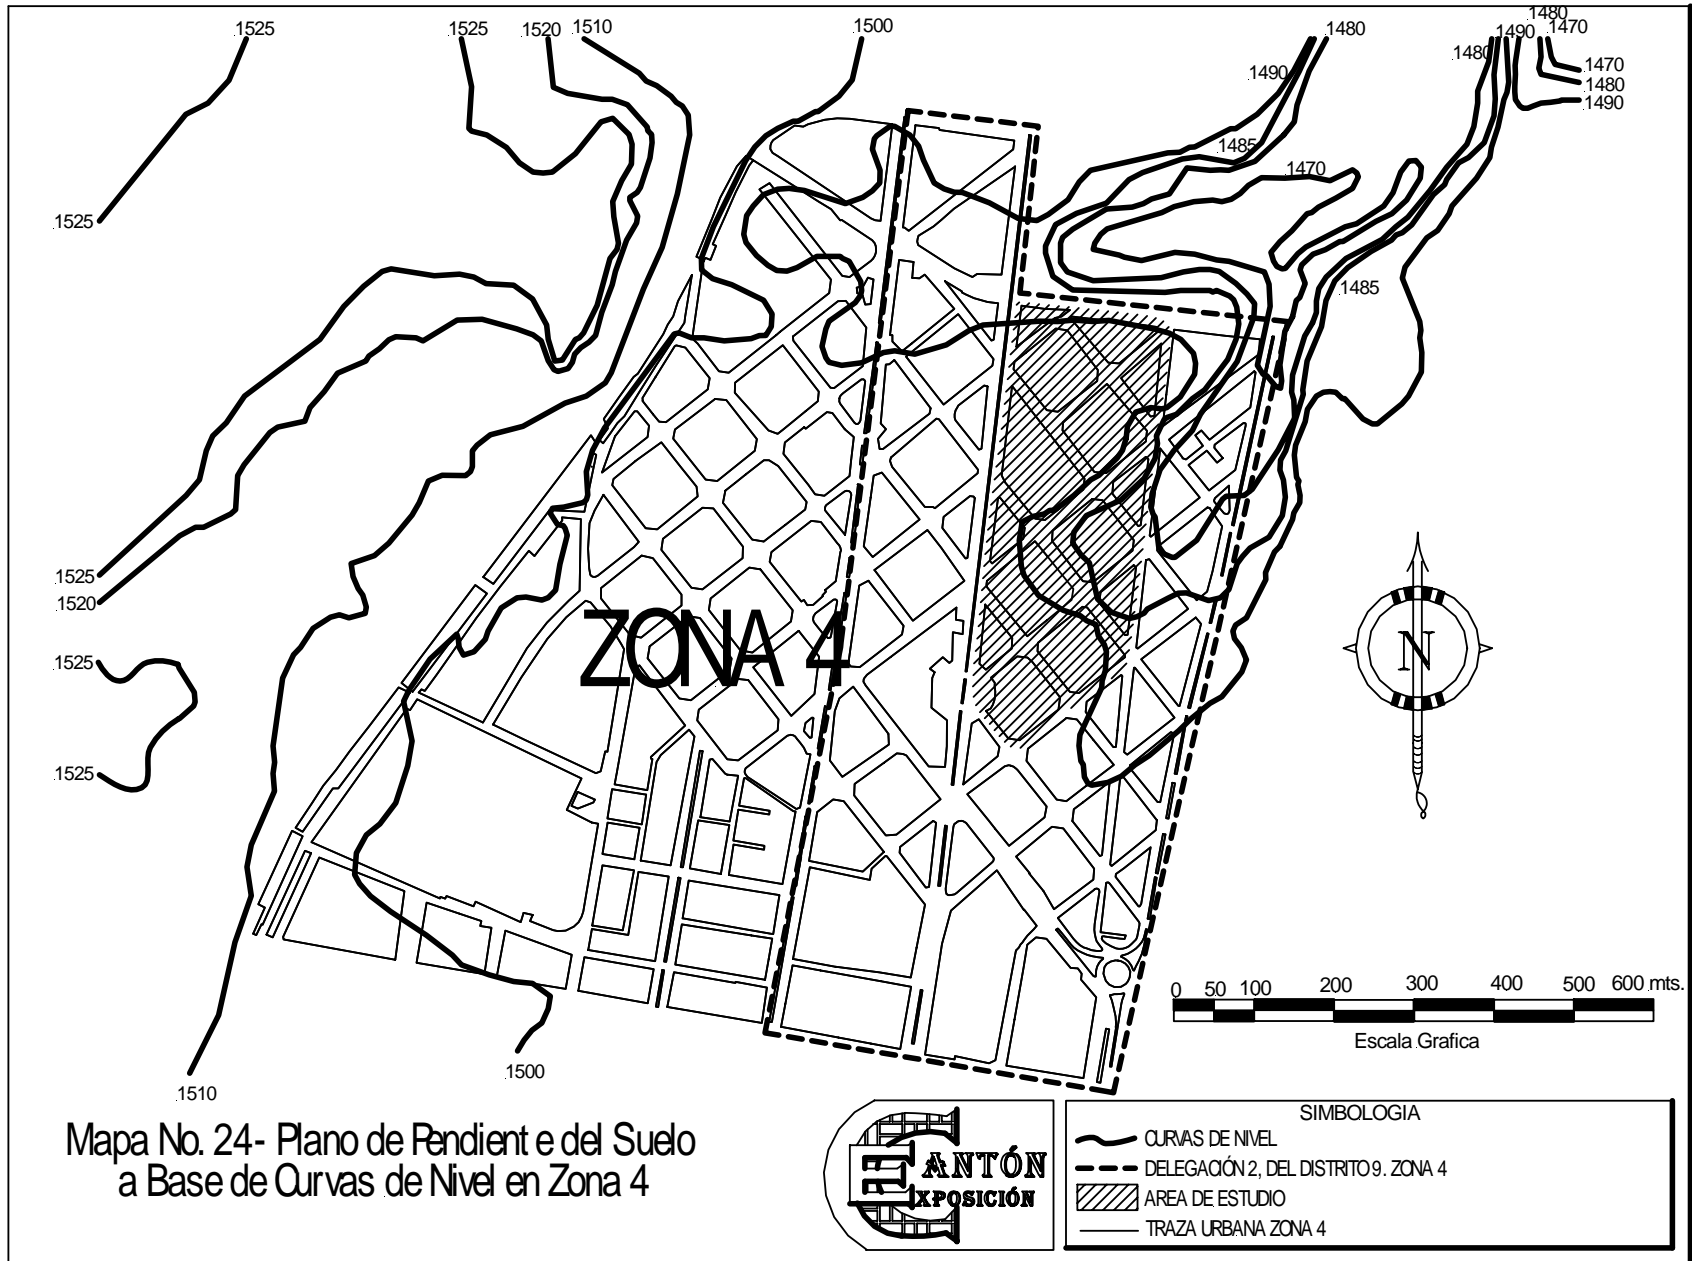 .1525
.1525
.1520
.1510
.1500
.1480
.1480
.1490
.1470
.1480
.1490
.1470
.1480
.1490
.1485
.1470
.1525
.1485
.1525
.1520
ZONA 4
.1525
N
.1525
0 50 100 200 300 400 500 600 mts.
Escala Grafica
.1500
.1510
Mapa No. 24- Plano de Pendiente del Suelo
a Base de Curvas de Nivel en Zona 4
CANTÓN
EXPOSICIÓN
SIMBOLOGIA
CURVAS DE NIVEL
DELEGACIÓN 2, DEL DISTRITO 9. ZONA 4
AREA DE ESTUDIO
TRAZA URBANA ZONA 4